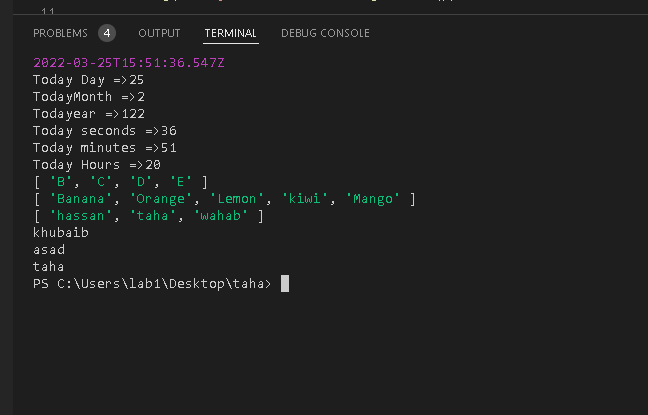 11
PROBLEMS 4 OUTPUT TERMINAL DEBUG CONSOLE
2022-03-25T15:51:36.547Z
Today Day =>25
TodayMonth =>2
Todayear =>122
Today seconds =>36
Today minutes =>51
Today Hours =>20
[ 'B', 'C', 'D', 'E' ]
[ 'Banana', 'Orange', 'Lemon', 'kiwi', 'Mango' ]
[ 'hassan', 'taha', 'wahab' ]
khubaib
asad
taha
PS C:\Users\lab1\Desktop\taha>